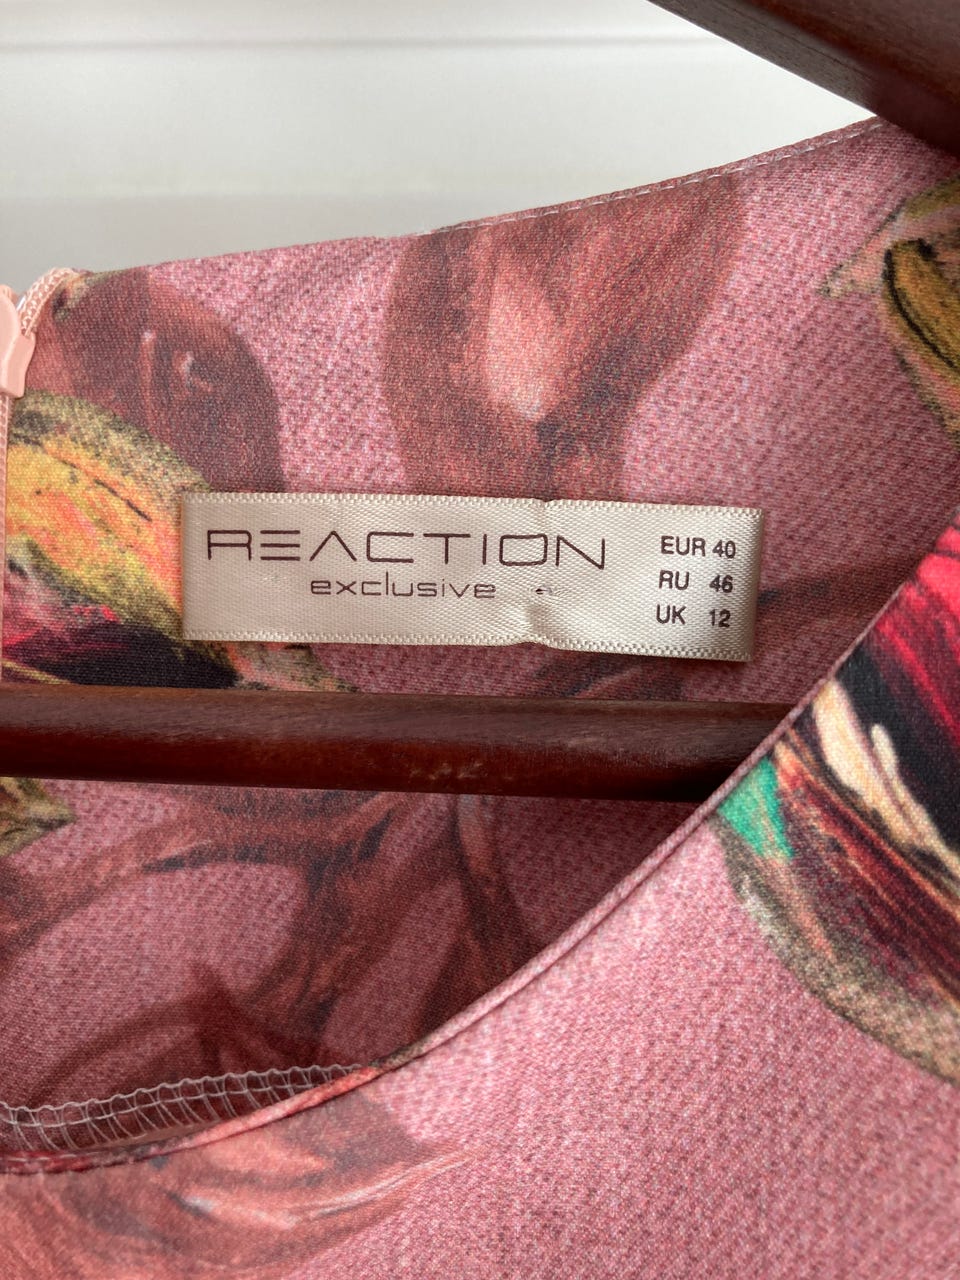 REACTION
exclusive
EUR 40
RU 46
UK 12